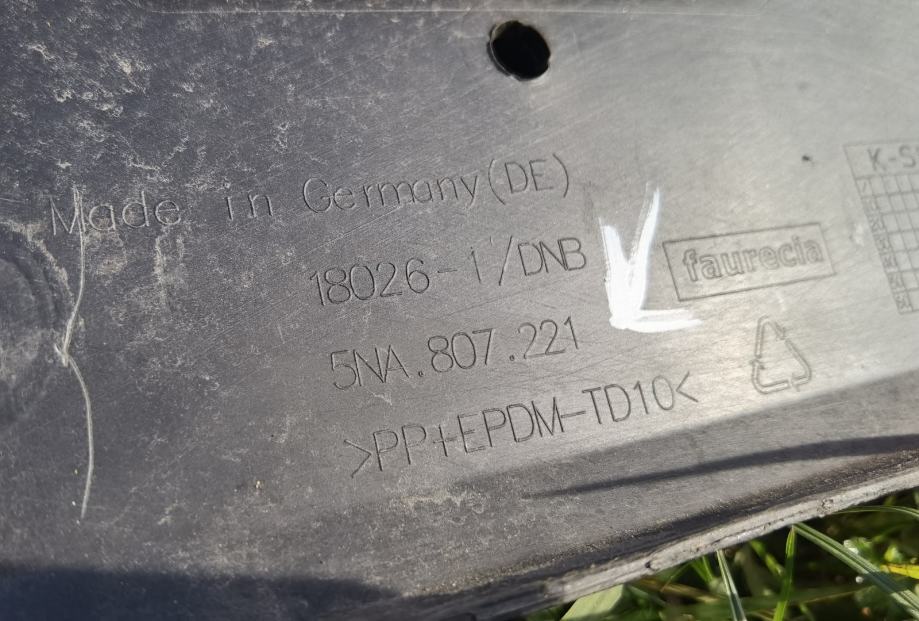 Made in Germany(DE)
18026-1/DNB
faurecia
5NA.807.221
>PP+EPDM-TD10<